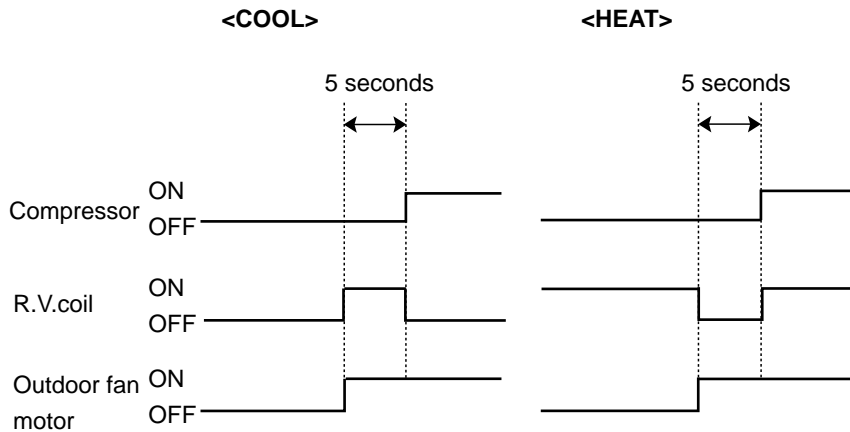 <COOL> <HEAT>
5 seconds 5 seconds
Compressor ON
OFF
R.V.coil ON
OFF
Outdoor fan motor ON
OFF